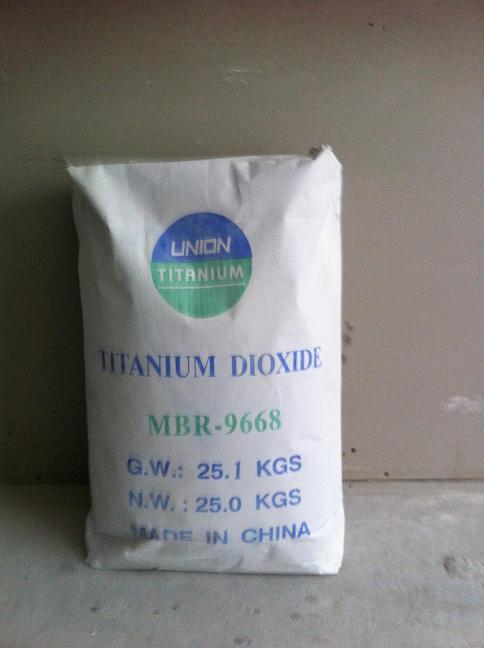 UNION
TITANIUM
TITANIUM DIOXIDE
MBR-9668
G.W.: 25.1 KGS
N.W.: 25.0 KGS
MADE IN CHINA